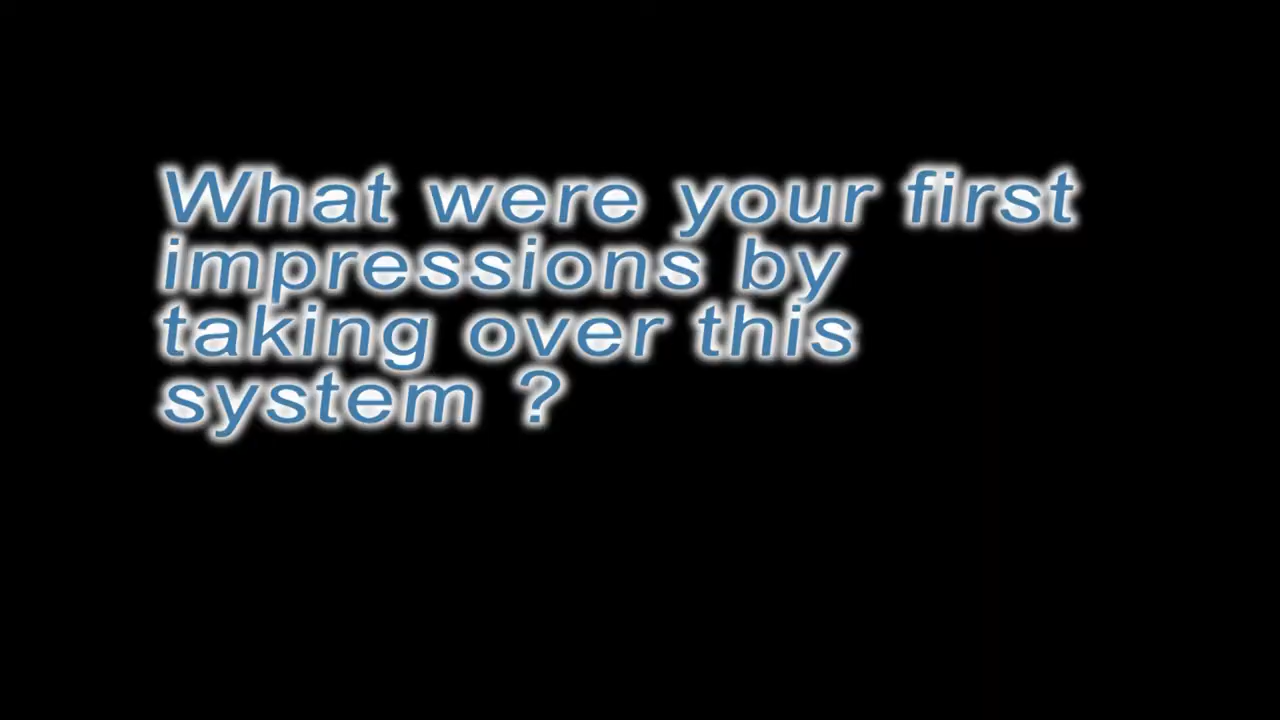 What were your first
impressions by
taking over this
system ?